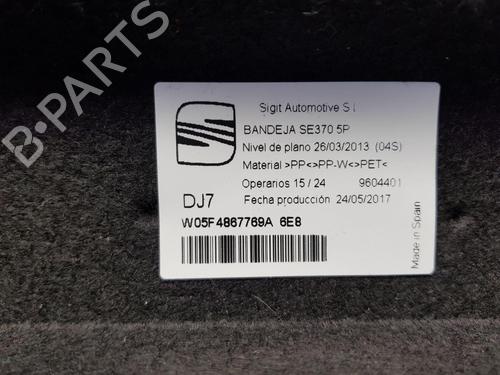 Sigit Automotive S l
BANDEJA SE370 5P
Nivel de plano 26/03/2013 (04S)
Material >PP<>PP-W<>PET<
Operarios 15 / 24 9604401
DJ7 Fecha producción 24/05/2017
W05F4867769A 6E8
Made in Spain
B-PARTS